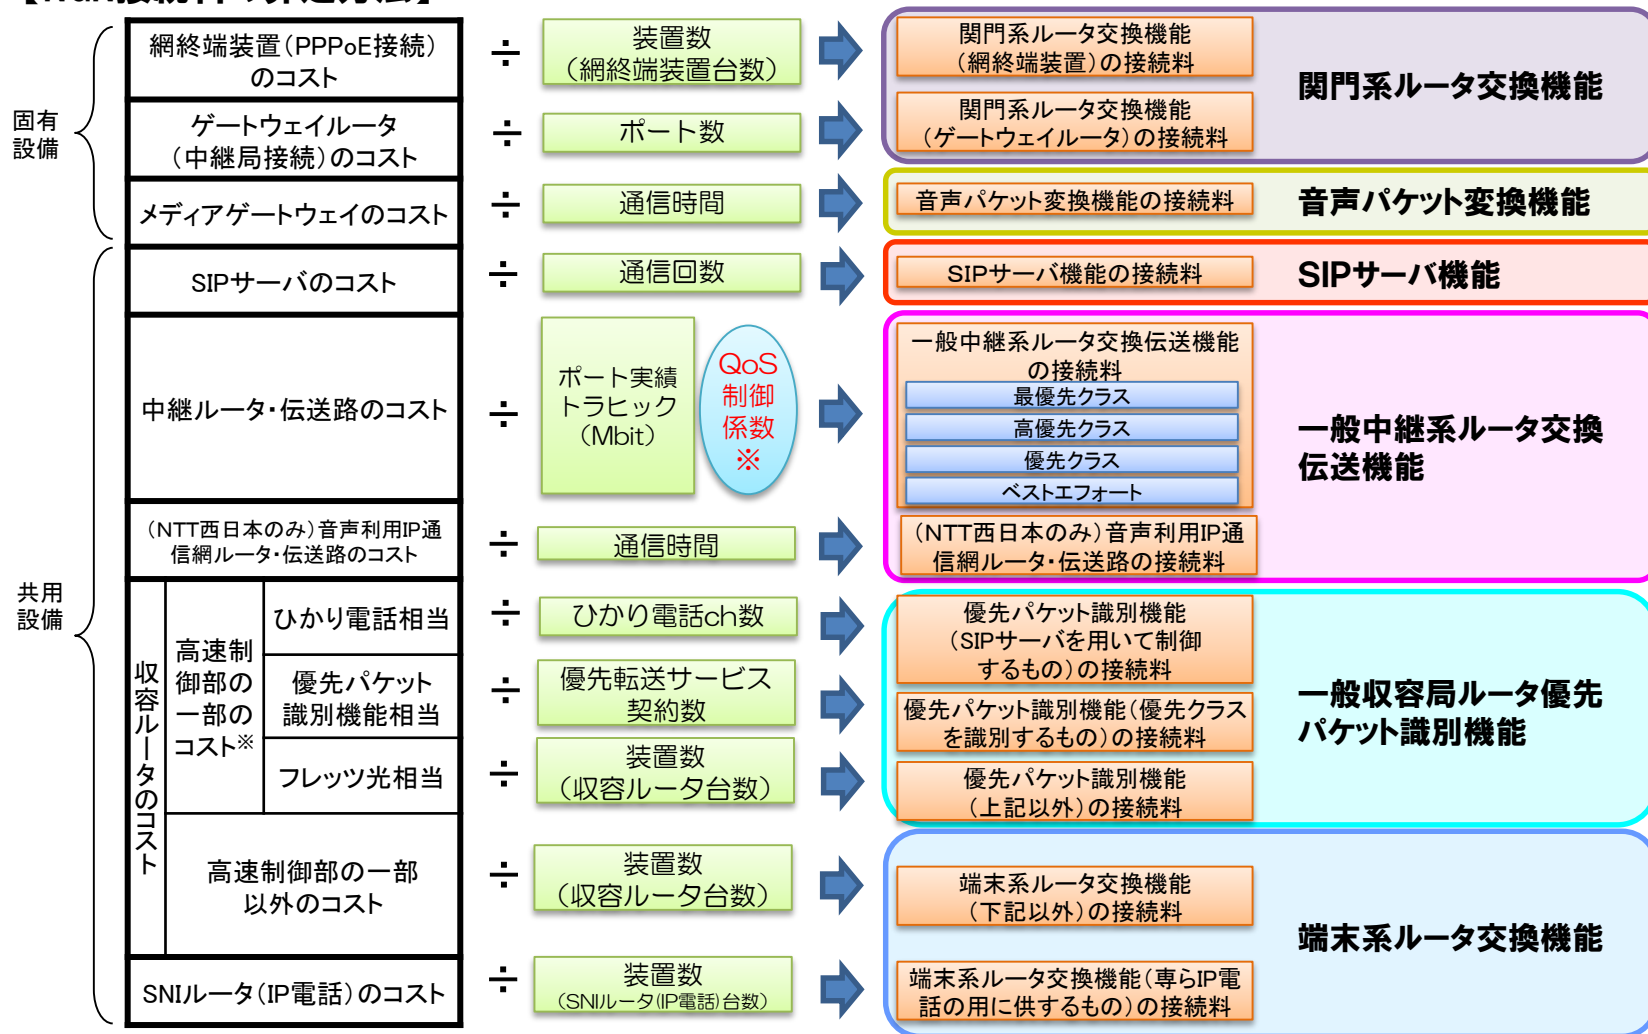 固有
設備
網終端装置(PPPoE接続)
のコスト
÷
装置数
(網終端装置台数)
関門系ルータ交換機能
(網終端装置)の接続料
ゲートウェイルータ
(中継局接続)のコスト
÷
ポート数
関門系ルータ交換機能
(ゲートウェイルータ)の接続料
関門系ルータ交換機能
メディアゲートウェイのコスト
÷
通信時間
音声パケット変換機能の接続料
音声パケット変換機能
共用
設備
SIPサーバのコスト
÷
通信回数
SIPサーバ機能の接続料
SIPサーバ機能
中継ルータ・伝送路のコスト
÷
ポート実績
トラヒック
(Mbit)
QoS
制御
係数
※
一般中継系ルータ交換伝送機能
の接続料
最優先クラス
高優先クラス
優先クラス
ベストエフォート
一般中継系ルータ交換
伝送機能
(NTT西日本のみ)音声利用IP通
信網ルータ・伝送路のコスト
÷
通信時間
(NTT西日本のみ)音声利用IP通
信網ルータ・伝送路の接続料
収容ルータのコスト
高速制
御部の
一部の
コスト※
ひかり電話相当
÷
ひかり電話ch数
優先パケット識別機能
(SIPサーバを用いて制御
するもの)の接続料
優先パケット
識別機能相当
÷
優先転送サービス
契約数
優先パケット識別機能(優先クラス
を識別するもの)の接続料
フレッツ光相当
÷
装置数
(収容ルータ台数)
優先パケット識別機能
(上記以外)の接続料
一般収容局ルータ優先
パケット識別機能
高速制御部の一部
以外のコスト
÷
装置数
(収容ルータ台数)
端末系ルータ交換機能
(下記以外)の接続料
SNIルータ(IP電話)のコスト
÷
装置数
(SNIルータ(IP電話)台数)
端末系ルータ交換機能(専らIP電
話の用に供するもの)の接続料
端末系ルータ交換機能